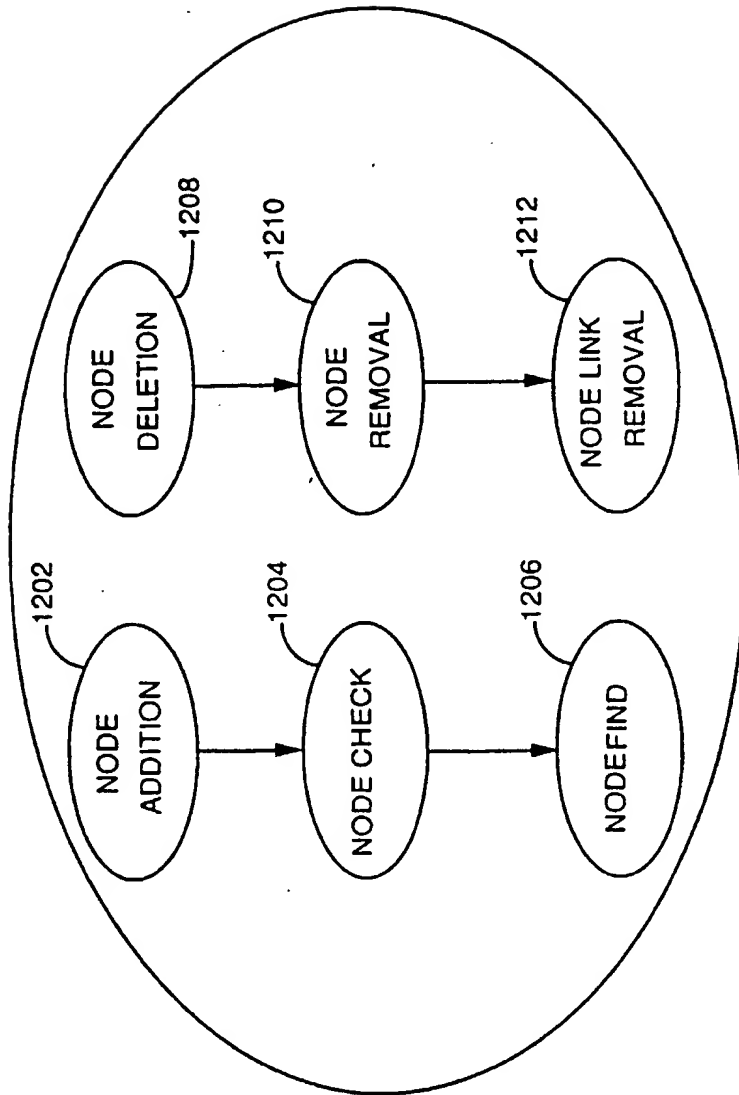 1202
NODE
ADDITION
1204
NODE CHECK
1206
NODEFIND
1208
NODE
DELETION
1210
NODE
REMOVAL
1212
NODE LINK
REMOVAL